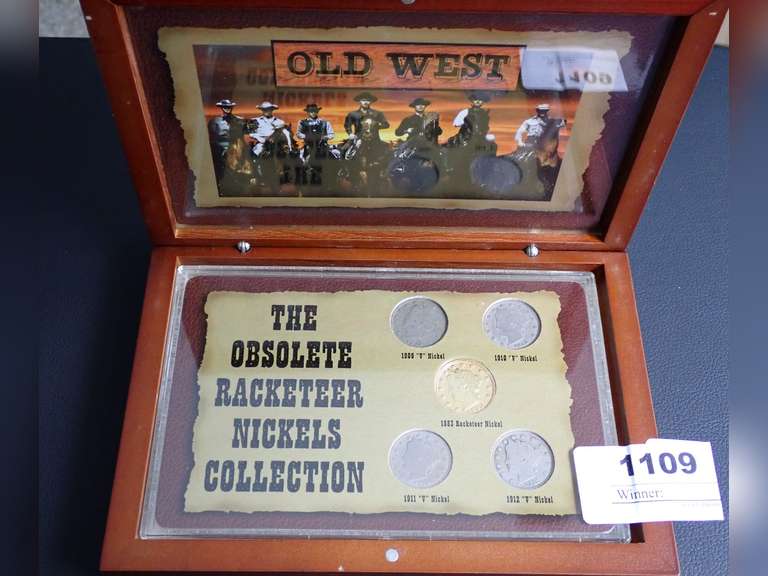 OLD WEST
1109
THE
OBSOLETE
RACKETEER
NICKELS
COLLECTION
1910 "V" Nickel
1883 Racketeer Nickel
1911 "V" Nickel
1912 "V" Nickel
1109
Winner: